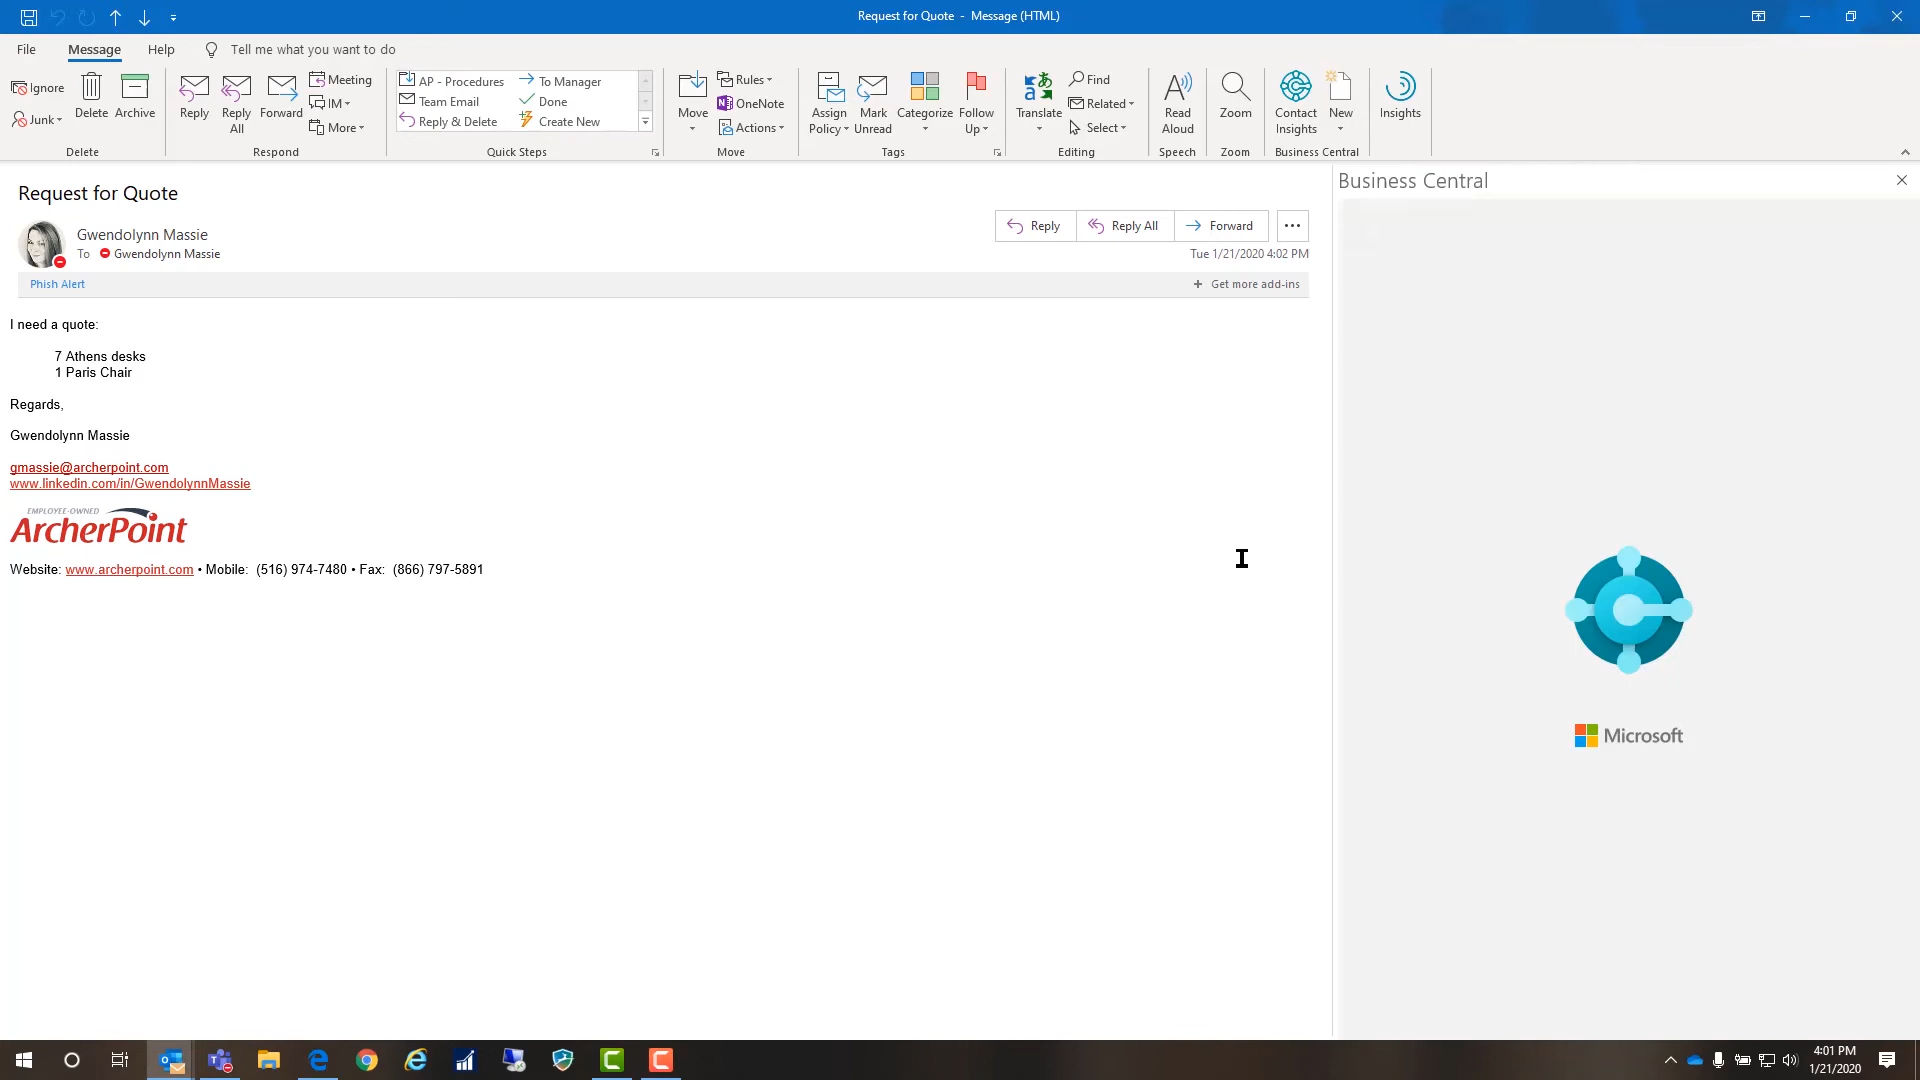 Request for Quote - Message (HTML)
File Message Help Tell me what you want to do
Ignore
Junk
Delete
Archive
Delete
Reply
Reply All
Forward
Meeting
IM
More
Respond
AP - Procedures
Team Email
Reply & Delete
To Manager
Done
Create New
Quick Steps
Move
Rules
OneNote
Actions
Move
Assign Policy
Mark Unread
Categorize
Follow Up
Tags
Translate
Find
Related
Select
Editing
Read Aloud
Speech
Zoom
Zoom
Contact Insights
New
Business Central
Insights
Request for Quote
Gwendolynn Massie
To Gwendolynn Massie
Reply Reply All Forward
Tue 1/21/2020 4:02 PM
Phish Alert
+ Get more add-ins
I need a quote:
7 Athens desks
1 Paris Chair
Regards,
Gwendolynn Massie
gmassie@archerpoint.com
www.linkedin.com/in/GwendolynnMassie
EMPLOYEE-OWNED
ArcherPoint
Website: www.archerpoint.com • Mobile: (516) 974-7480 • Fax: (866) 797-5891
Business Central
Microsoft
4:01 PM
1/21/2020